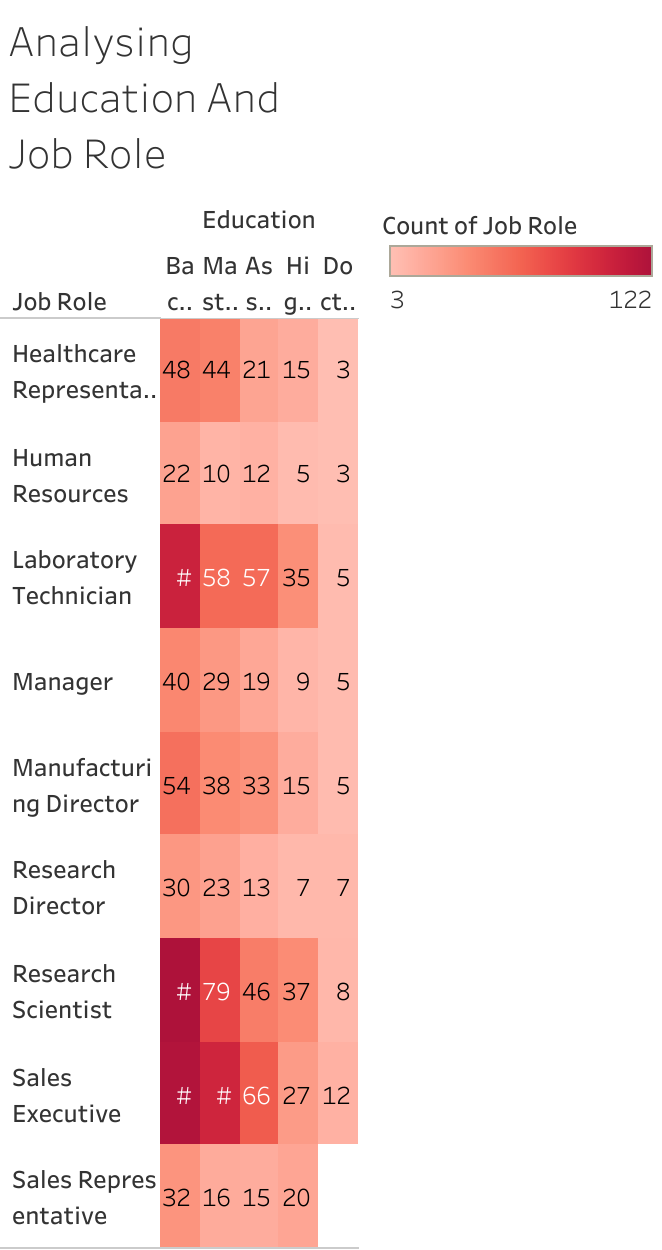 Analysing
Education And
Job Role
Education
Count of Job Role
3 122
Ba Ma As Hi Do
Job Role c.. st.. s.. g.. ct..
Healthcare
Representa.. 48 44 21 15 3
Human
Resources 22 10 12 5 3
Laboratory
Technician # 58 57 35 5
Manager 40 29 19 9 5
Manufacturi
ng Director 54 38 33 15 5
Research
Director 30 23 13 7 7
Research
Scientist # 79 46 37 8
Sales
Executive # # 66 27 12
Sales Repres
entative 32 16 15 20